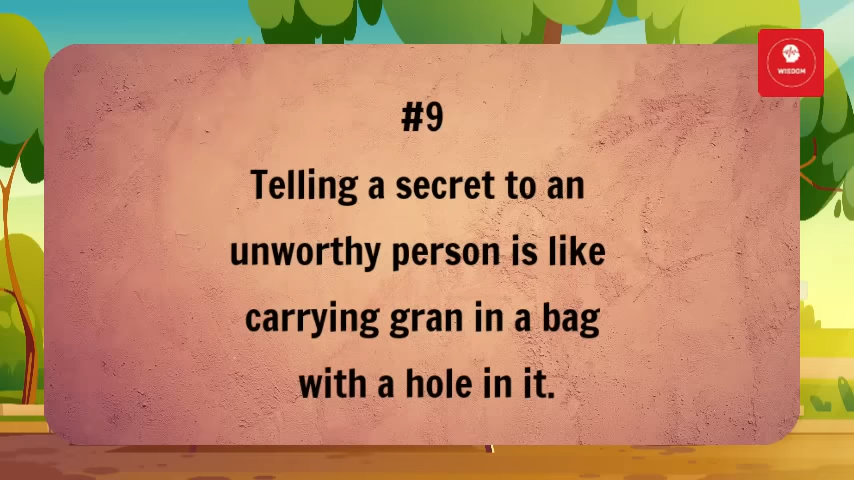 WISDOM
#9
Telling a secret to an
unworthy person is like
carrying gran in a bag
with a hole in it.